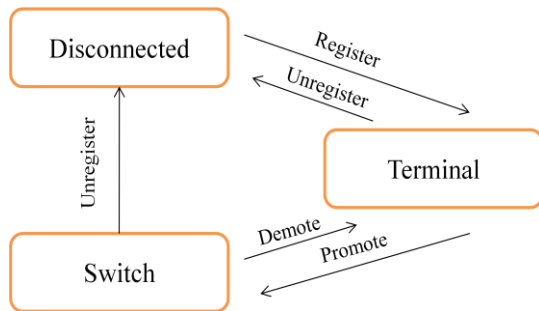 Disconnected
Register
Unregister
Terminal
Unregister
Demote
Promote
Switch